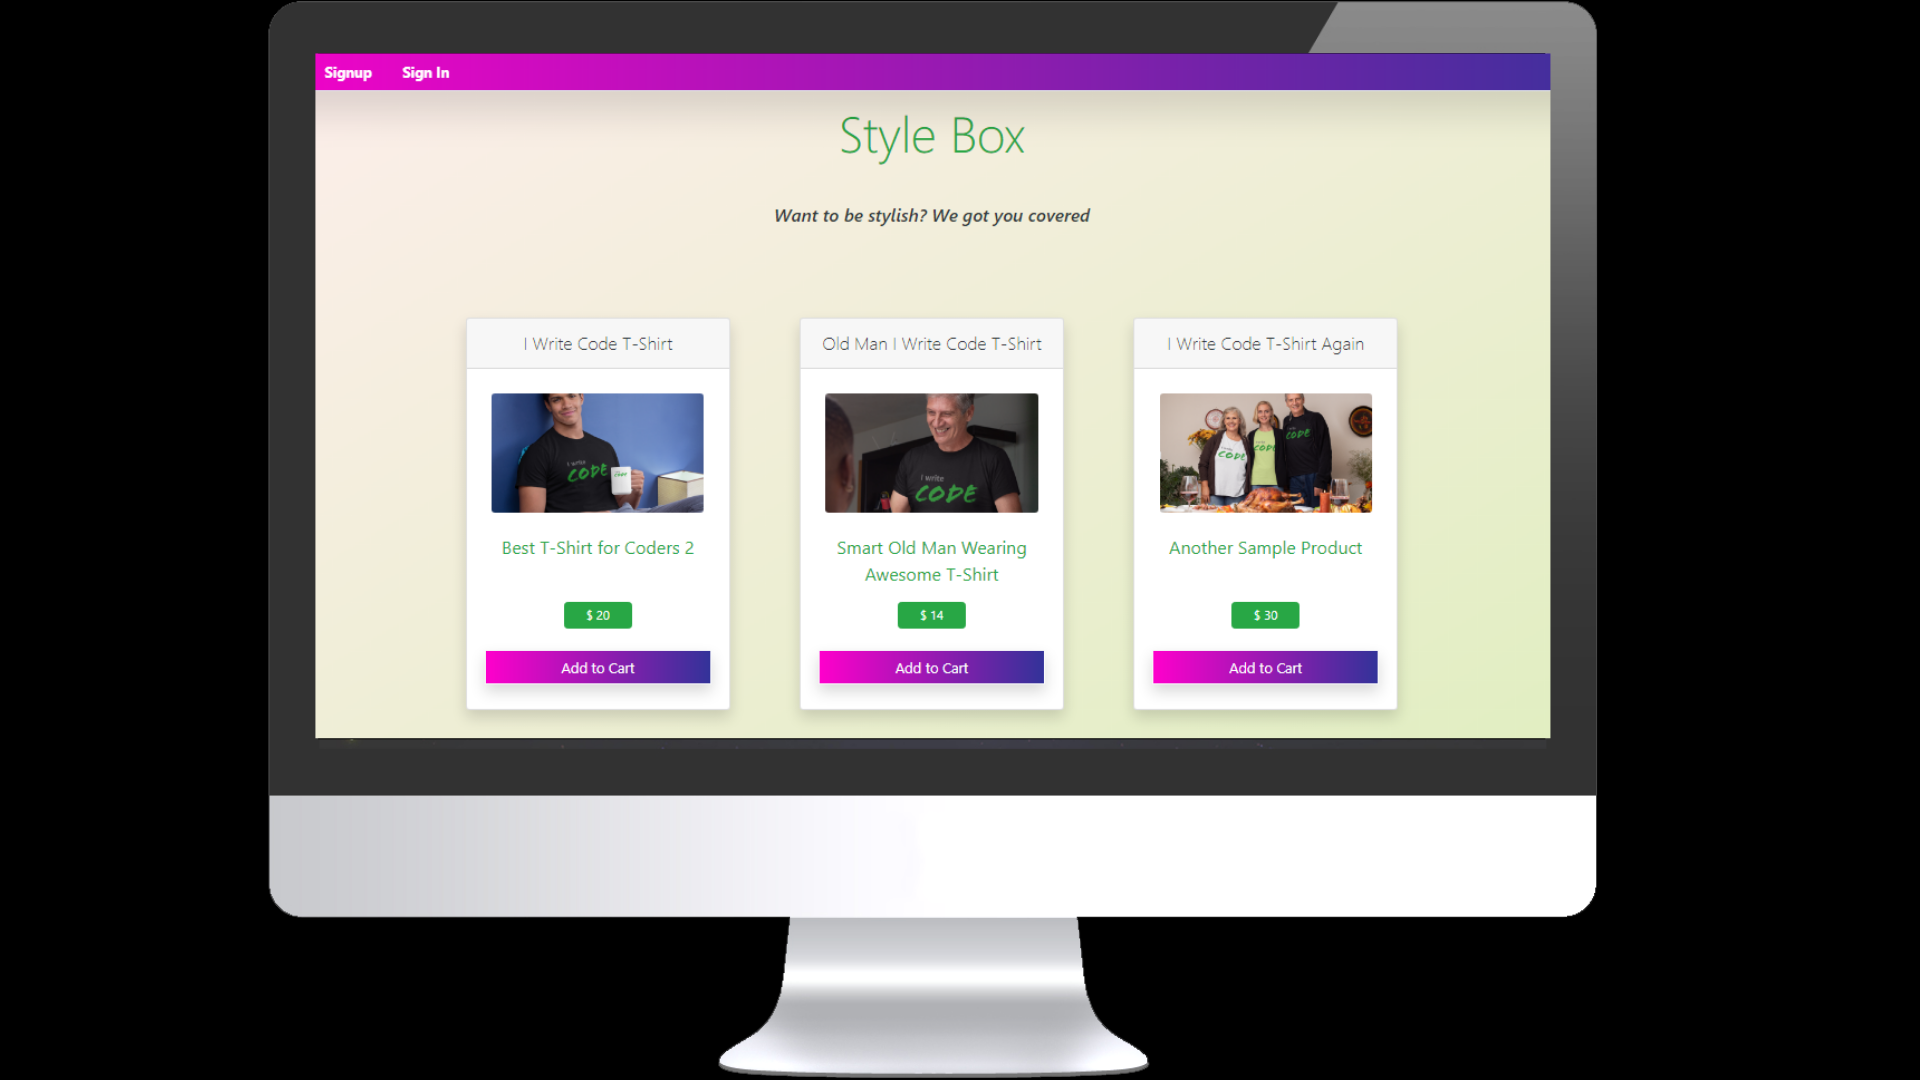 Signup Sign In
Style Box
Want to be stylish? We got you covered
I Write Code T-Shirt
I write
CODE
Best T-Shirt for Coders 2
$ 20
Add to Cart
Old Man I Write Code T-Shirt
I write
CODE
Smart Old Man Wearing
Awesome T-Shirt
$ 14
Add to Cart
I Write Code T-Shirt Again
CODE
CODE
CODE
Another Sample Product
$ 30
Add to Cart